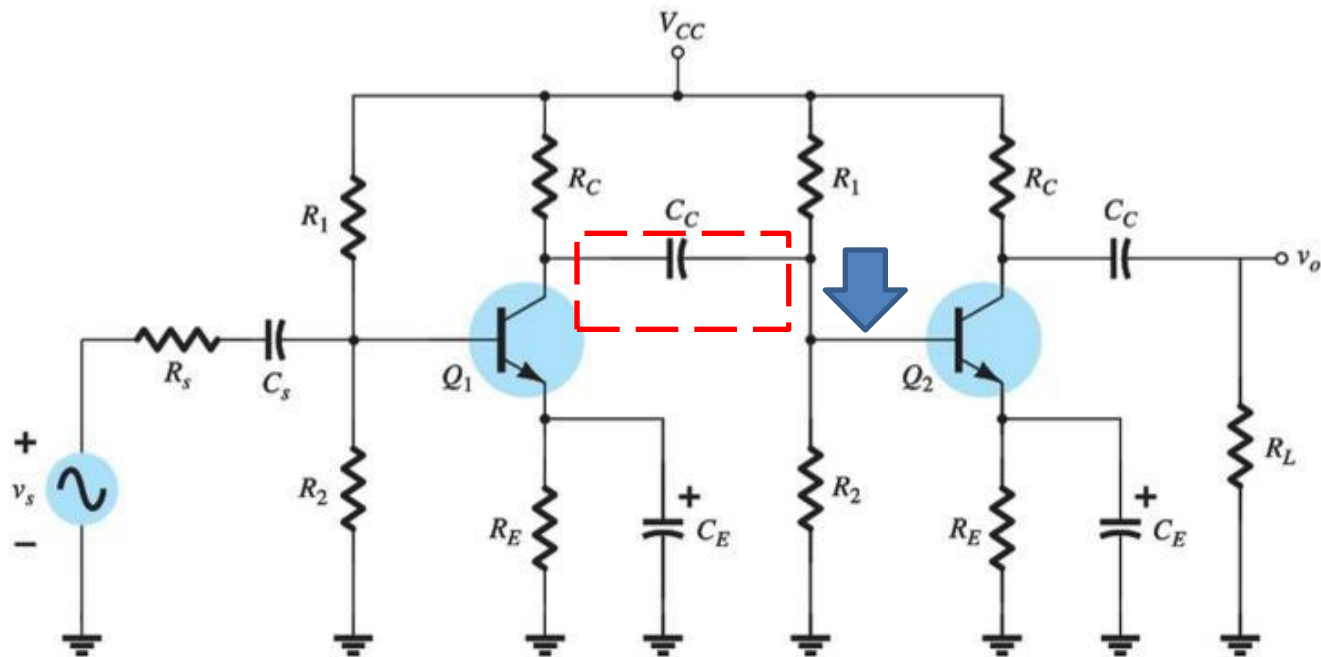 V_CC
R_C
R_1
R_C
R_1
C_C
C_C
v_o
R_s
C_s
Q_1
Q_2
+
v_s
−
R_2
R_E
+
C_E
R_2
R_E
+
C_E
R_L